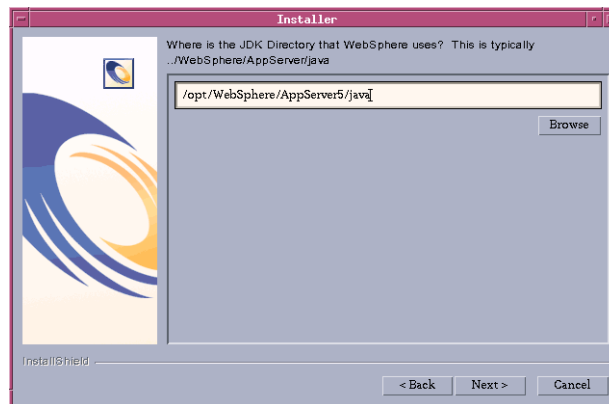 Installer
Where is the JDK Directory that WebSphere uses? This is typically
../WebSphere/AppServer/java
/opt/WebSphere/AppServer5/java
Browse
InstallShield
< Back
Next >
Cancel